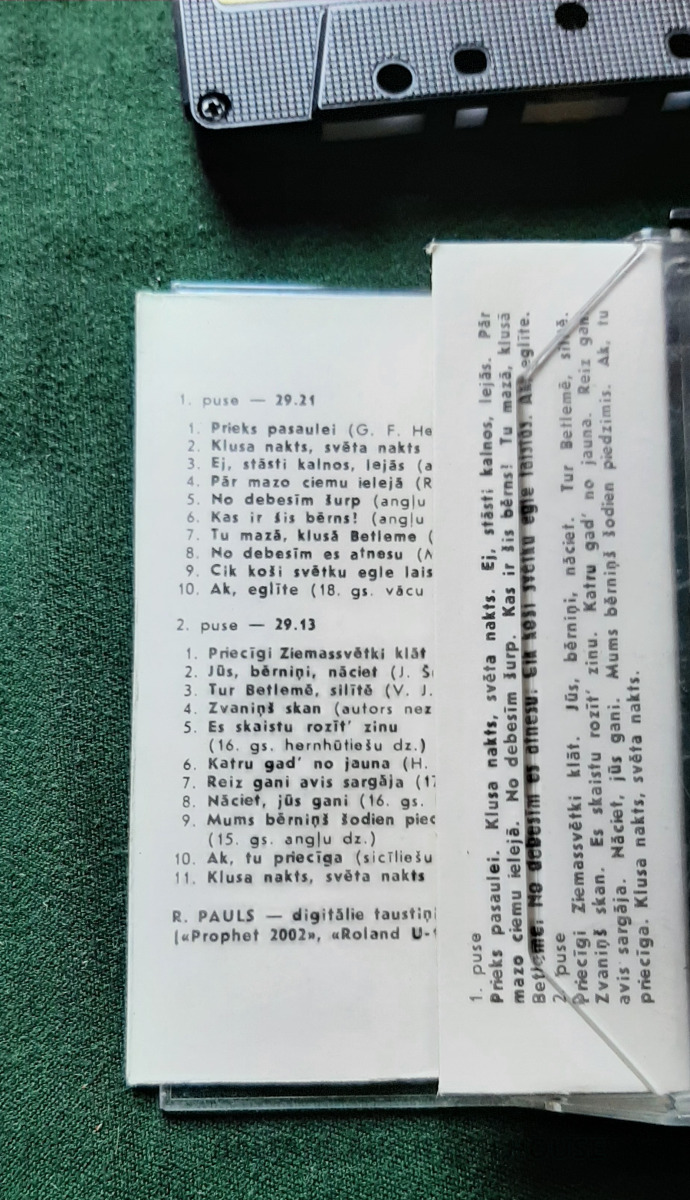 1. puse — 29.21
1. Prieks pasaulei (G. F. He
2. Klusa nakts, svēta nakts
3. Ej, stāsti kalnos, lejās (a
4. Pār mazo ciemu ielejā (R
5. No debesīm šurp (angļu
6. Kas ir šis bērns! (angļu
7. Tu mazā, klusā Betleme (
8. No debesīm es atnesu (
9. Cik koši svētku egle lais
10. Ak, eglīte (18. gs. vācu
2. puse — 29.13
1. Priecīgi Ziemassvētki klāt
2. Jūs, bērniņi, nāciet (J. Š
3. Tur Betlemē, silītē (V. J.
4. Zvaniņš skan (autors nez
5. Es skaistu rozīt' zinu
(16. gs. hernhūtiešu dz.)
6. Katru gad' no jauna (H.
7. Reiz gani avis sargāja (17
8. Nāciet, jūs gani (16. gs.
9. Mums bērniņš šodien pied
(15. gs. angļu dz.)
10. Ak, tu priecīga (sicīliešu
11. Klusa nakts, svēta nakts
R. PAULS — digitālie taustiņi
(«Prophet 2002», «Roland U-
1. puse
Prieks pasaulei. Klusa nakts, svēta nakts. Ej, stāsti kalnos, lejās. Pār
mazo ciemu ielejā. No debesīm šurp. Kas ir šis bērns! Tu mazā, klusā
Betleme. No debesīm es atnesu. Cik koši svētku egle laistās. Ak, eglīte.
2. puse
Priecīgi Ziemassvētki klāt. Jūs, bērniņi, nāciet. Tur Betlemē, silītē.
Zvaniņš skan. Es skaistu rozīt' zinu. Katru gad' no jauna. Reiz gani
avis sargāja. Nāciet, jūs gani. Mums bērniņš šodien piedzimis. Ak, tu
priecīga. Klusa nakts, svēta nakts.